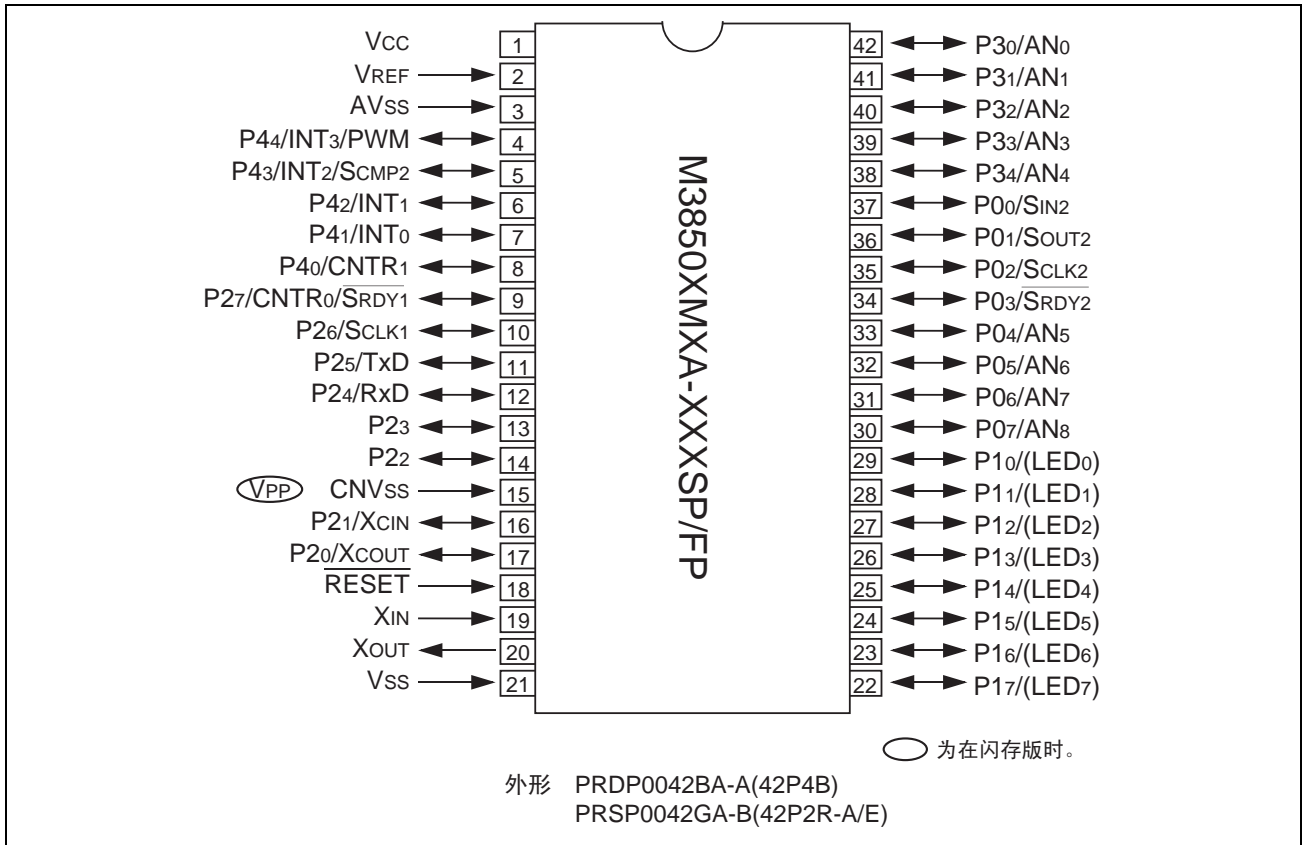 VCC 1
VREF 2
AVSS 3
P44/INT3/PWM 4
P43/INT2/SCMP2 5
P42/INT1 6
P41/INT0 7
P40/CNTR1 8
P27/CNTR0/SRDY1 9
P26/SCLK1 10
P25/TxD 11
P24/RxD 12
P23 13
P22 14
VPP CNVSS 15
P21/XCIN 16
P20/XCOUT 17
RESET 18
XIN 19
XOUT 20
VSS 21
M3850XMXA-XXXSP/FP
42 P30/AN0
41 P31/AN1
40 P32/AN2
39 P33/AN3
38 P34/AN4
37 P00/SIN2
36 P01/SOUT2
35 P02/SCLK2
34 P03/SRDY2
33 P04/AN5
32 P05/AN6
31 P06/AN7
30 P07/AN8
29 P10/(LED0)
28 P11/(LED1)
27 P12/(LED2)
26 P13/(LED3)
25 P14/(LED4)
24 P15/(LED5)
23 P16/(LED6)
22 P17/(LED7)
为在闪存版时。
外形 PRDP0042BA-A(42P4B)
PRSP0042GA-B(42P2R-A/E)